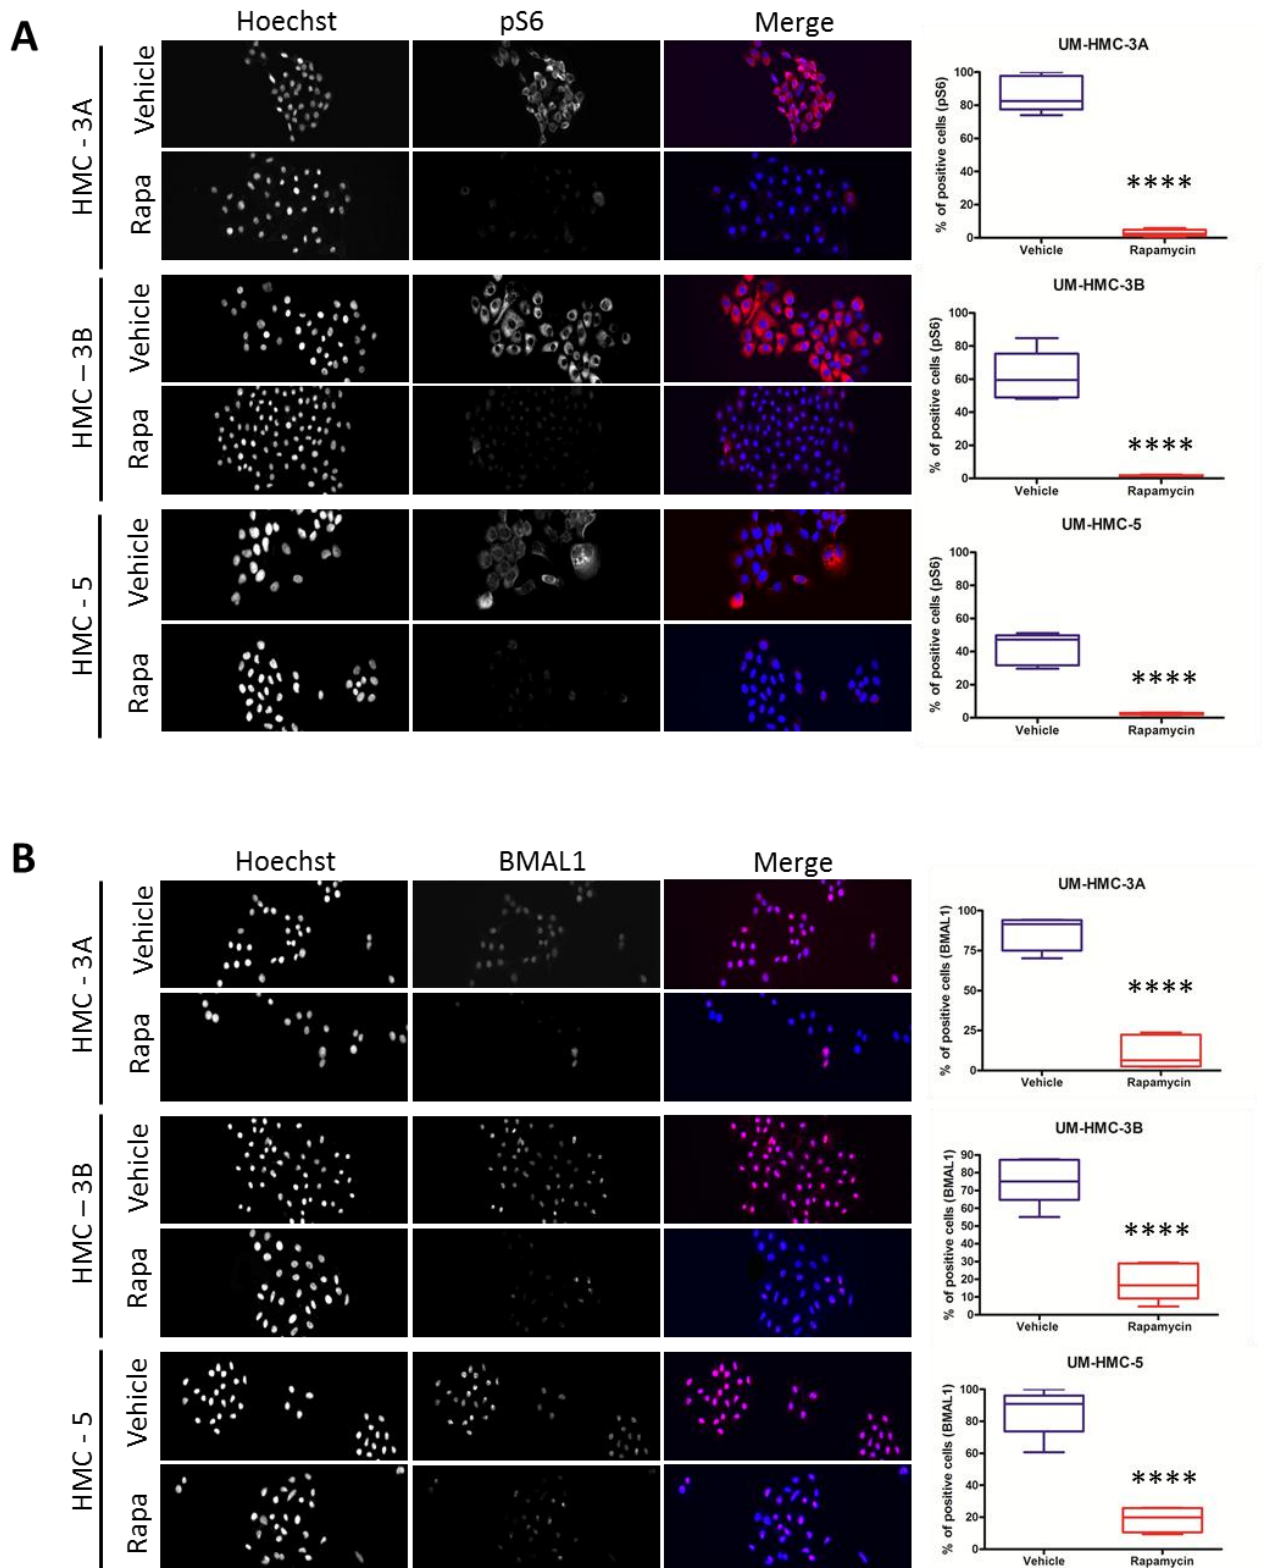 A
Hoechst
pS6
Merge
HMC - 3A
Vehicle
Rapa
UM-HMC-3A
% of positive cells (pS6)
100
80
60
40
20
0
****
Vehicle
Rapamycin
HMC – 3B
Vehicle
Rapa
UM-HMC-3B
% of positive cells (pS6)
100
80
60
40
20
0
****
Vehicle
Rapamycin
HMC - 5
Vehicle
Rapa
UM-HMC-5
% of positive cells (pS6)
100
80
60
40
20
0
****
Vehicle
Rapamycin
B
Hoechst
BMAL1
Merge
HMC - 3A
Vehicle
Rapa
UM-HMC-3A
% of positive cells (BMAL1)
100
75
50
25
0
****
Vehicle
Rapamycin
HMC – 3B
Vehicle
Rapa
UM-HMC-3B
% of positive cells (BMAL1)
90
80
70
60
50
40
30
20
10
0
****
Vehicle
Rapamycin
HMC - 5
Vehicle
Rapa
UM-HMC-5
% of positive cells (BMAL1)
100
80
60
40
20
0
****
Vehicle
Rapamycin